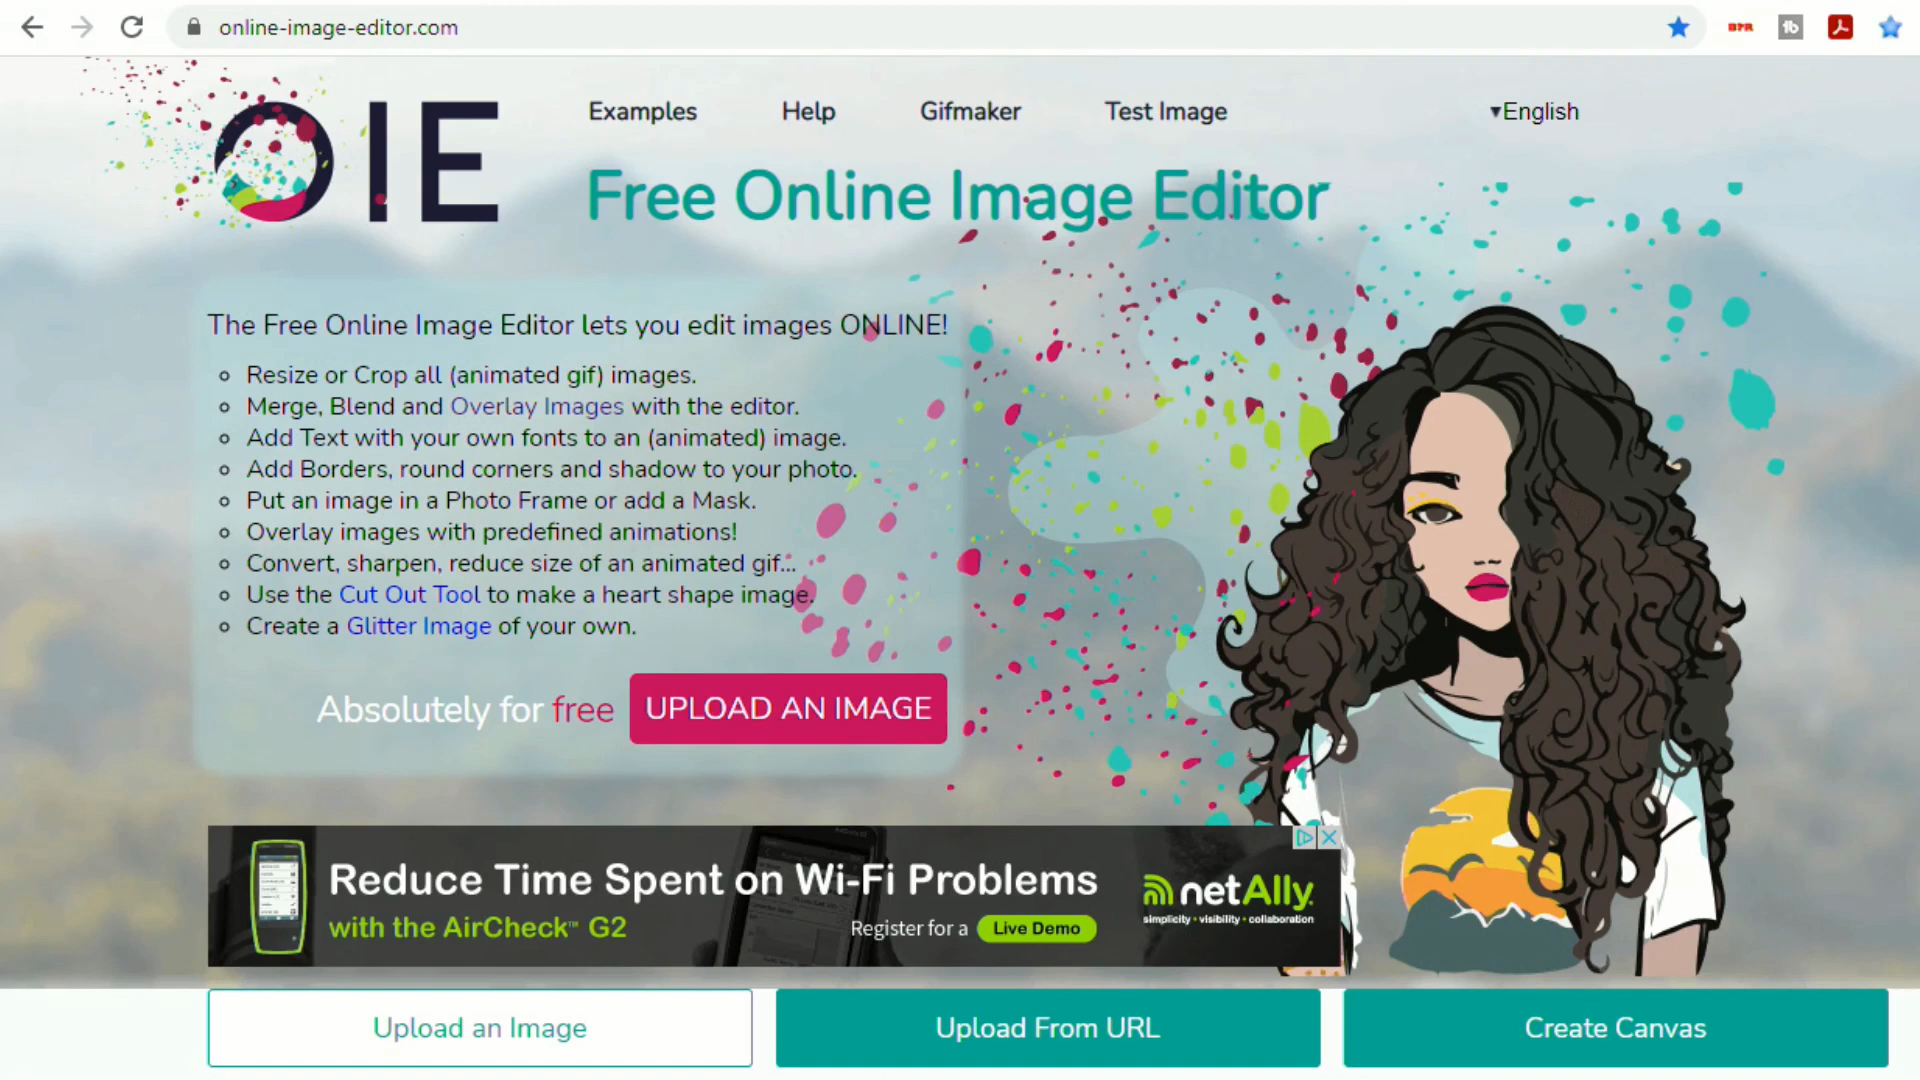 online-image-editor.com
BPR
tb
OIE
Examples
Help
Gifmaker
Test Image
▾English
Free Online Image Editor
The Free Online Image Editor lets you edit images ONLINE!
Resize or Crop all (animated gif) images.
Merge, Blend and Overlay Images with the editor.
Add Text with your own fonts to an (animated) image.
Add Borders, round corners and shadow to your photo.
Put an image in a Photo Frame or add a Mask.
Overlay images with predefined animations!
Convert, sharpen, reduce size of an animated gif...
Use the Cut Out Tool to make a heart shape image.
Create a Glitter Image of your own.
Absolutely for free
UPLOAD AN IMAGE
Reduce Time Spent on Wi-Fi Problems
with the AirCheck™ G2
Register for a Live Demo
netAlly.
simplicity • visibility • collaboration
Upload an Image
Upload From URL
Create Canvas